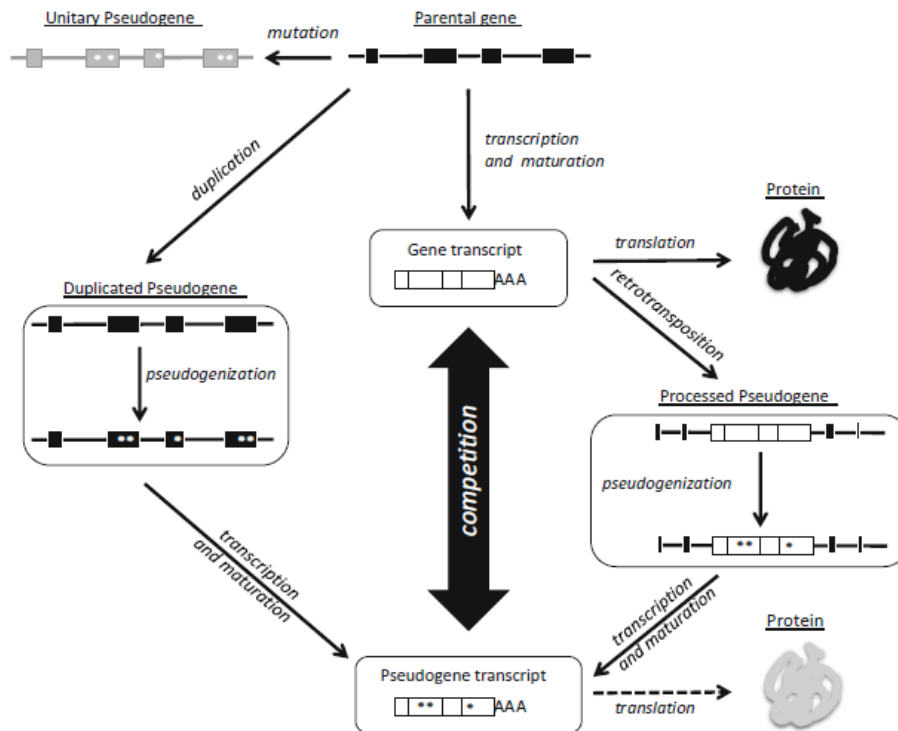 Unitary Pseudogene
Parental gene
mutation
duplication
transcription
and maturation
Protein
Gene transcript
AAA
translation
retrotransposition
Duplicated Pseudogene
pseudogenization
**
*
**
competition
Processed Pseudogene
pseudogenization
**
*
transcription
and maturation
transcription
and maturation
Protein
Pseudogene transcript
** * AAA
translation